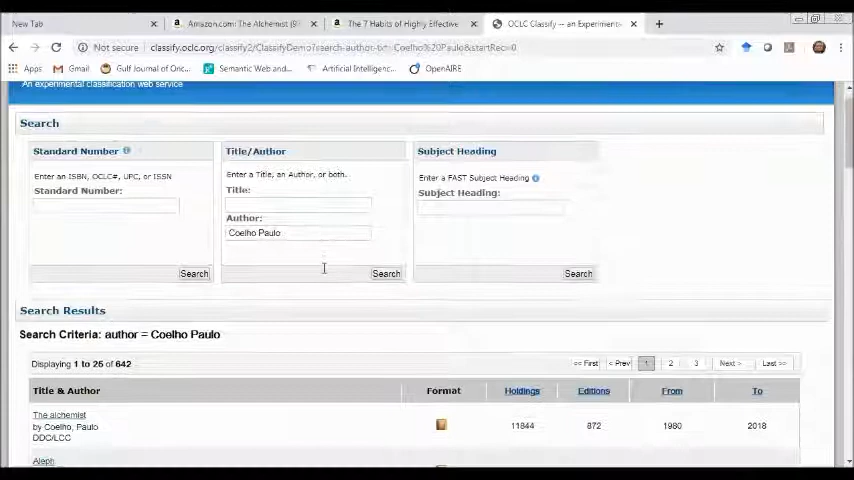 New Tab
Amazon.com: The Alchemist (9
The 7 Habits of Highly Effective
OCLC Classify -- an Experiment
Not secure
classify.oclc.org/classify2/ClassifyDemo?search-author-txt=Coelho%20Paulo&startRec=0
Apps
Gmail
Gulf Journal of Onc...
Semantic Web and...
Artificial Intelligenc...
OpenAIRE
An experimental classification web service
Search
Standard Number
Title/Author
Subject Heading
Enter an ISBN, OCLC#, UPC, or ISSN
Enter a Title, an Author, or both.
Enter a FAST Subject Heading
Standard Number:
Title:
Subject Heading:
Author:
Coelho Paulo
Search
Search
Search
Search Results
Search Criteria: author = Coelho Paulo
Displaying 1 to 25 of 642
<< First
< Prev
1
2
3
Next >
Last >>
Title & Author
Format
Holdings
Editions
From
To
The alchemist
by Coelho, Paulo
DDC/LCC
11844
872
1980
2018
Aleph